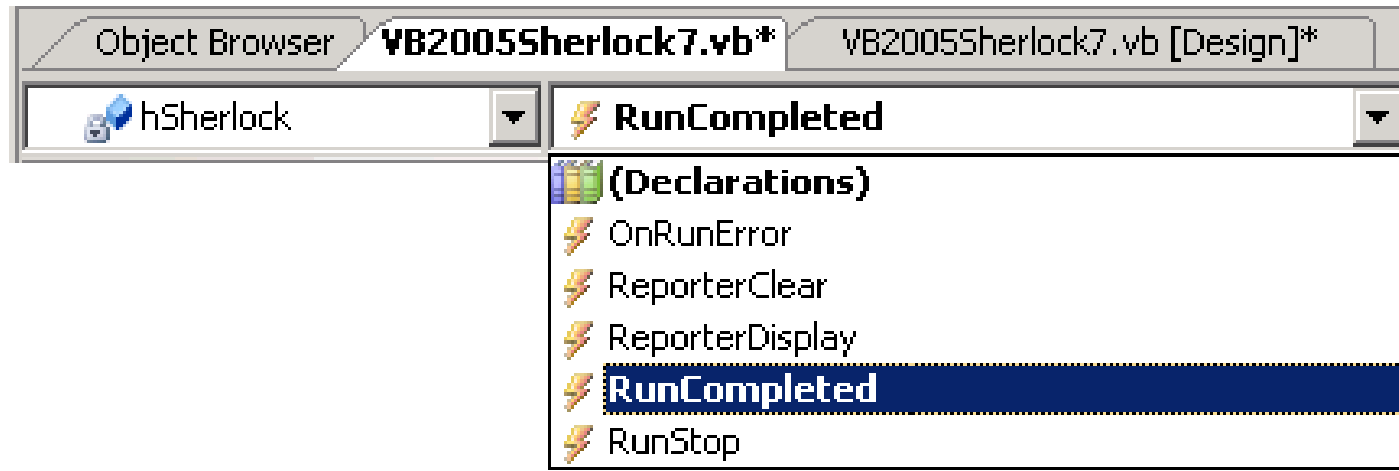 Object Browser VB2005Sherlock7.vb* VB2005Sherlock7.vb [Design]*
hSherlock RunCompleted
(Declarations)
OnRunError
ReporterClear
ReporterDisplay
RunCompleted
RunStop